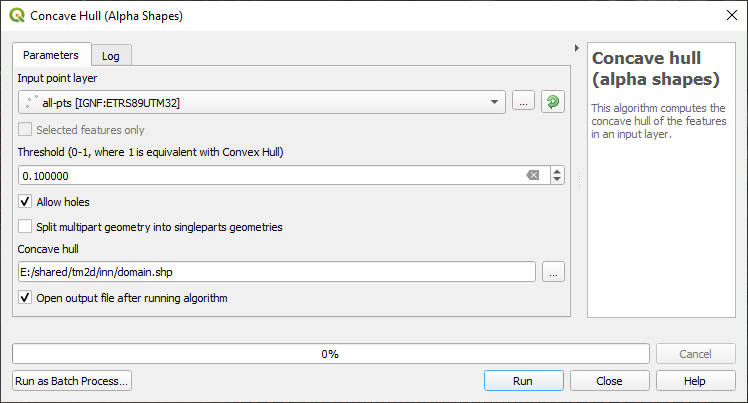 Concave Hull (Alpha Shapes)
Parameters
Log
Input point layer
all-pts [IGNF:ETRS89UTM32]
...
Selected features only
Threshold (0-1, where 1 is equivalent with Convex Hull)
0.100000
Allow holes
Split multipart geometry into singleparts geometries
Concave hull
E:/shared/tm2d/inn/domain.shp
...
Open output file after running algorithm
Concave hull
(alpha shapes)
This algorithm computes the
concave hull of the features
in an input layer.
0%
Cancel
Run as Batch Process...
Run
Close
Help